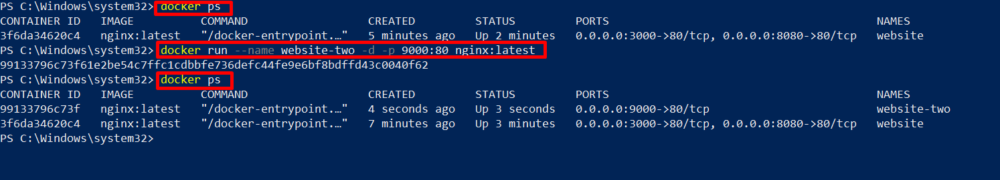 PS C:\Windows\system32> docker ps
CONTAINER ID   IMAGE          COMMAND                  CREATED         STATUS         PORTS                                        NAMES
3f6da34620c4   nginx:latest   "/docker-entrypoint.…"   5 minutes ago   Up 2 minutes   0.0.0.0:3000->80/tcp, 0.0.0.0:8080->80/tcp   website
PS C:\Windows\system32> docker run --name website-two -d -p 9000:80 nginx:latest
99133796c73f61e2be54c7ffc1cdbbfe736defc44fe9e6bf8bdffd43c0040f62
PS C:\Windows\system32> docker ps
CONTAINER ID   IMAGE          COMMAND                  CREATED         STATUS         PORTS                                        NAMES
99133796c73f   nginx:latest   "/docker-entrypoint.…"   4 seconds ago   Up 3 seconds   0.0.0.0:9000->80/tcp                         website-two
3f6da34620c4   nginx:latest   "/docker-entrypoint.…"   7 minutes ago   Up 3 minutes   0.0.0.0:3000->80/tcp, 0.0.0.0:8080->80/tcp   website
PS C:\Windows\system32>